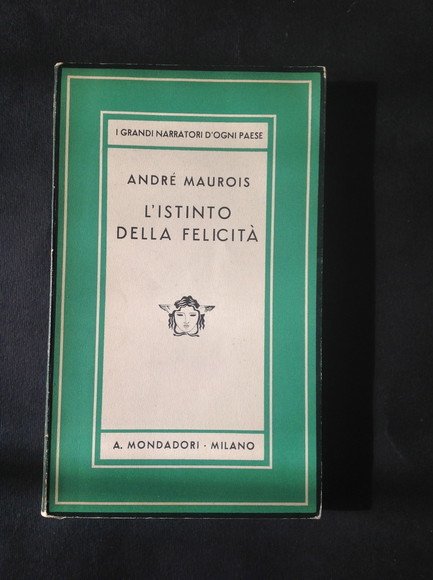 I GRANDI NARRATORI D'OGNI PAESE
ANDRÉ MAUROIS
L'ISTINTO
DELLA FELICITÀ
A. MONDADORI · MILANO